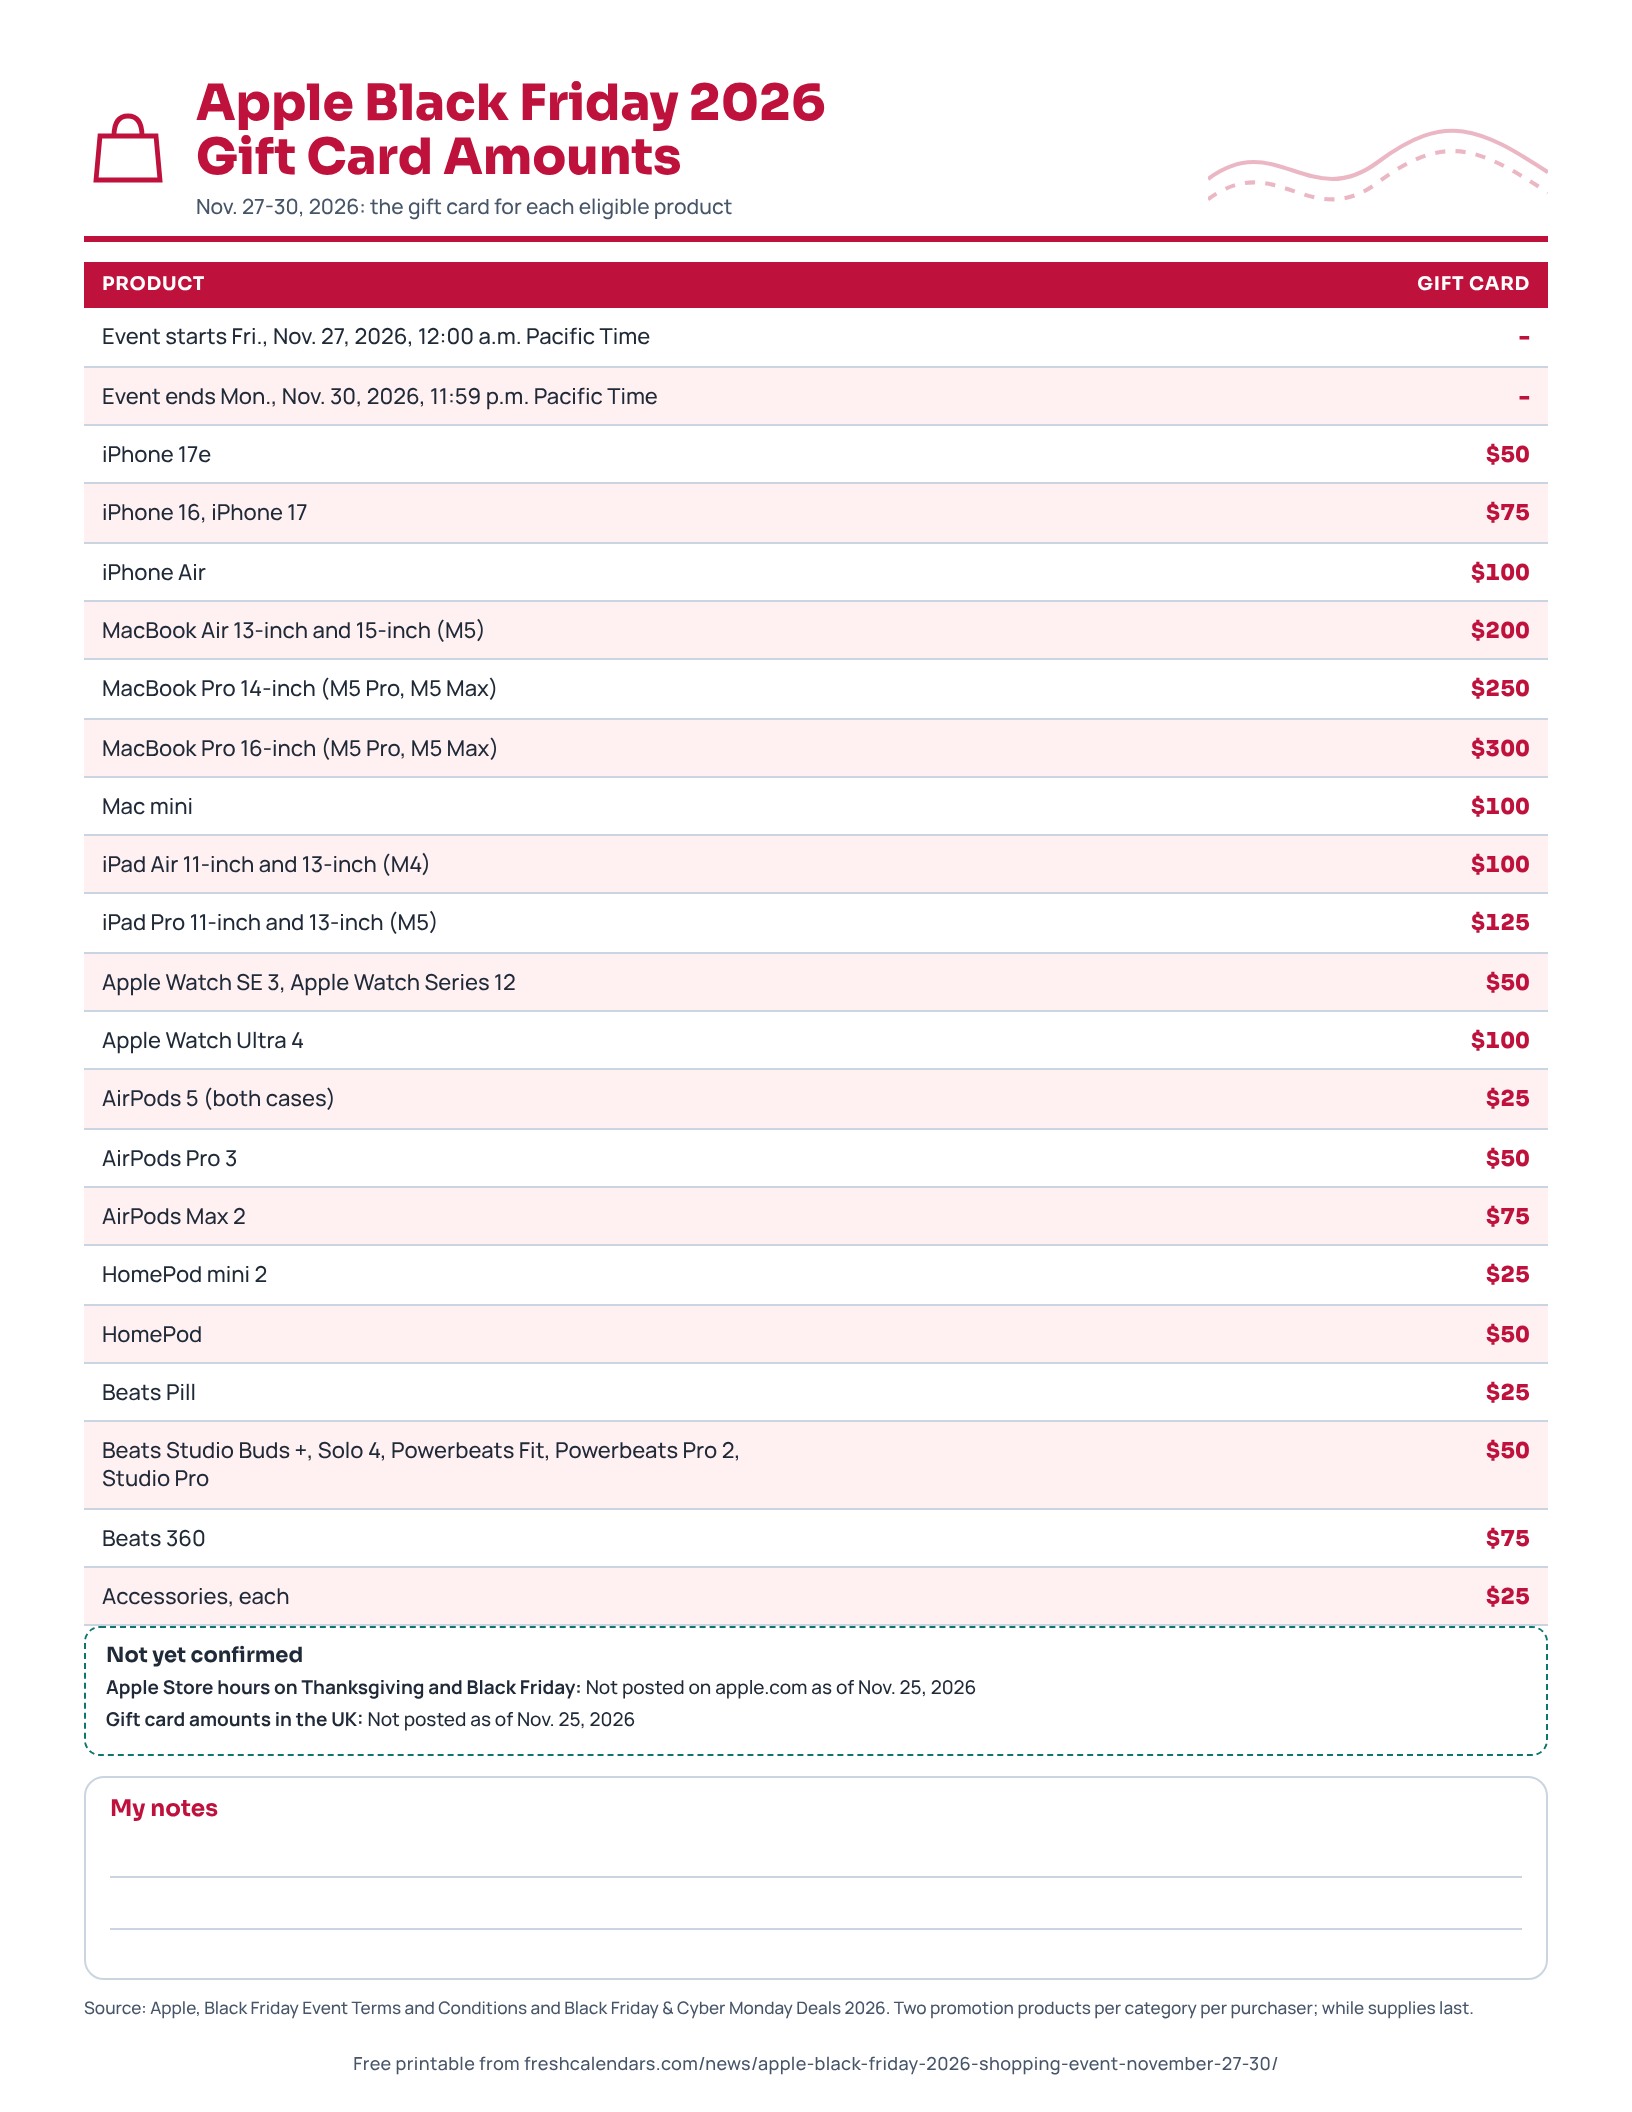 Apple Black Friday 2026
Gift Card Amounts
Nov. 27-30, 2026: the gift card for each eligible product
PRODUCT GIFT CARD
Event starts Fri., Nov. 27, 2026, 12:00 a.m. Pacific Time -
Event ends Mon., Nov. 30, 2026, 11:59 p.m. Pacific Time -
iPhone 17e $50
iPhone 16, iPhone 17 $75
iPhone Air $100
MacBook Air 13-inch and 15-inch (M5) $200
MacBook Pro 14-inch (M5 Pro, M5 Max) $250
MacBook Pro 16-inch (M5 Pro, M5 Max) $300
Mac mini $100
iPad Air 11-inch and 13-inch (M4) $100
iPad Pro 11-inch and 13-inch (M5) $125
Apple Watch SE 3, Apple Watch Series 12 $50
Apple Watch Ultra 4 $100
AirPods 5 (both cases) $25
AirPods Pro 3 $50
AirPods Max 2 $75
HomePod mini 2 $25
HomePod $50
Beats Pill $25
Beats Studio Buds +, Solo 4, Powerbeats Fit, Powerbeats Pro 2, $50
Studio Pro
Beats 360 $75
Accessories, each $25
Not yet confirmed
Apple Store hours on Thanksgiving and Black Friday: Not posted on apple.com as of Nov. 25, 2026
Gift card amounts in the UK: Not posted as of Nov. 25, 2026
My notes
Source: Apple, Black Friday Event Terms and Conditions and Black Friday & Cyber Monday Deals 2026. Two promotion products per category per purchaser; while supplies last.
Free printable from freshcalendars.com/news/apple-black-friday-2026-shopping-event-november-27-30/